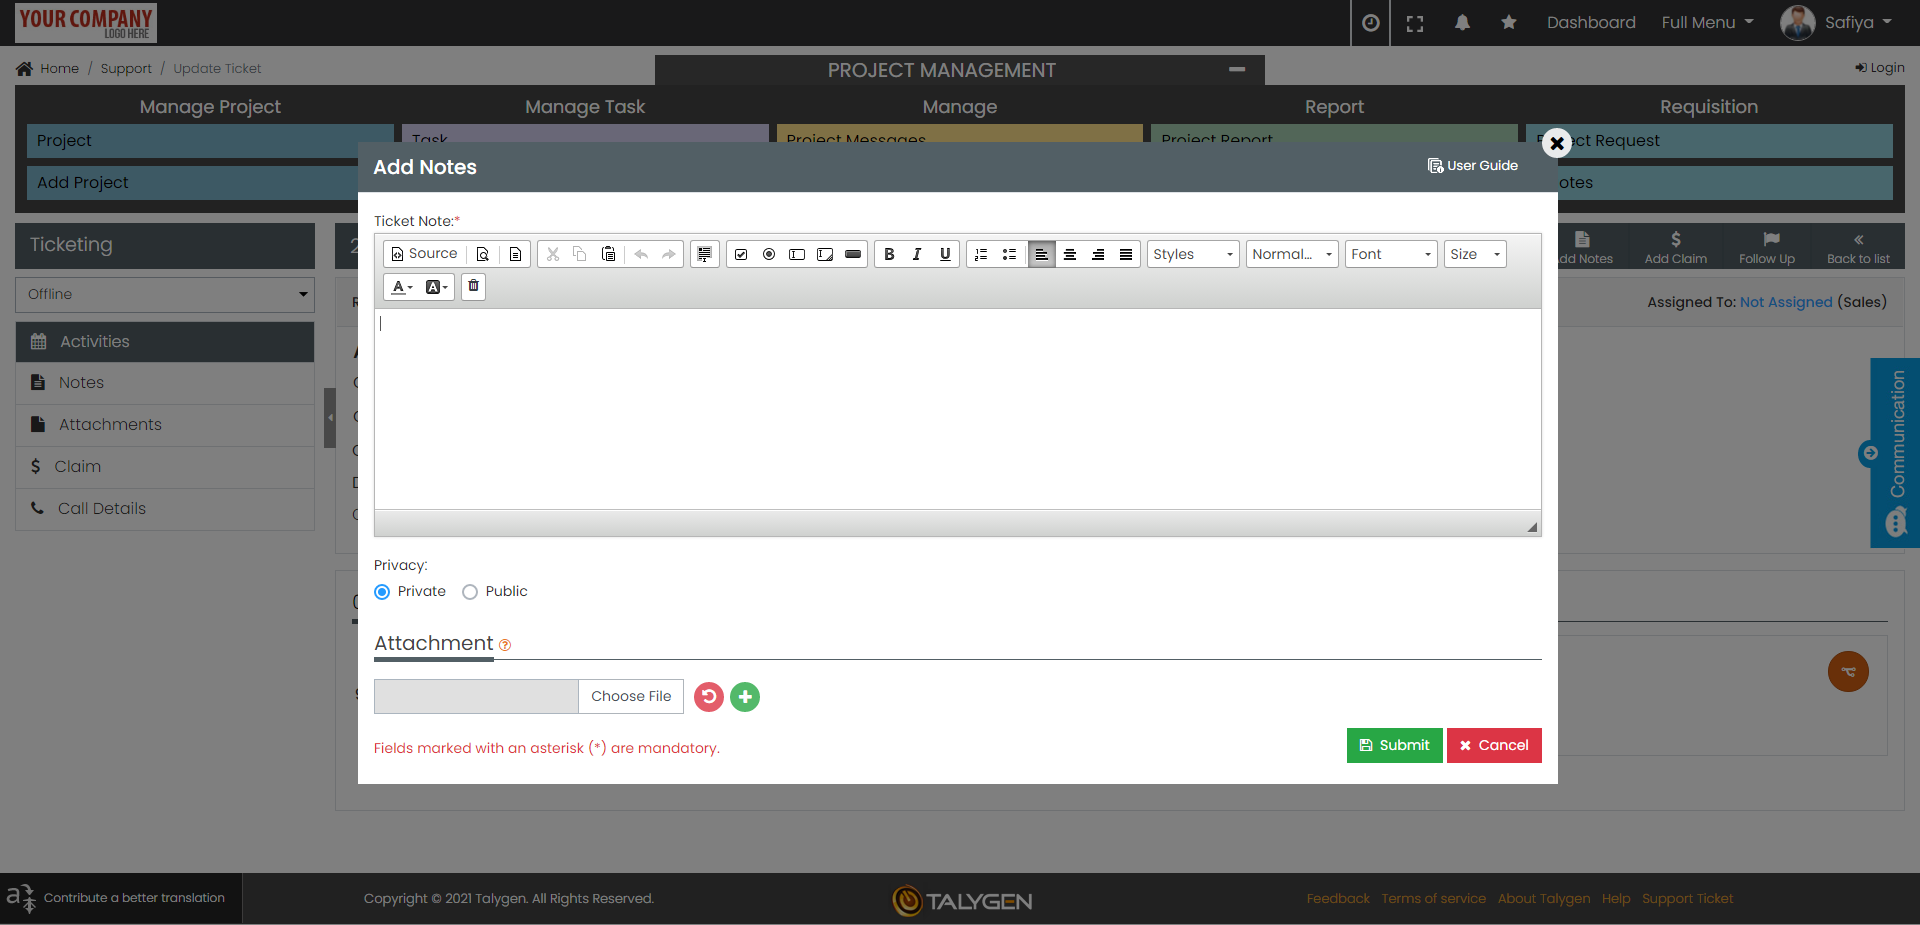 YOUR COMPANY
LOGO HERE
Dashboard
Full Menu
Safiya
Home / Support / Update Ticket
PROJECT MANAGEMENT
Login
Manage Project
Manage Task
Manage
Report
Requisition
Project
Task
Project Messages
Project Report
Add Project
Add Notes
User Guide
Ticketing
Offline
Activities
Notes
Attachments
Claim
Call Details
Add Claim
Follow Up
Back to list
Assigned To: Not Assigned (Sales)
Communication
Ticket Note:*
Source
B I U
Styles
Normal...
Font
Size
A
A
Privacy:
Private
Public
Attachment
Choose File
Fields marked with an asterisk (*) are mandatory.
Submit
Cancel
Contribute a better translation
Copyright © 2021 Talygen. All Rights Reserved.
TALYGEN
Feedback
Terms of service
About Talygen
Help
Support Ticket